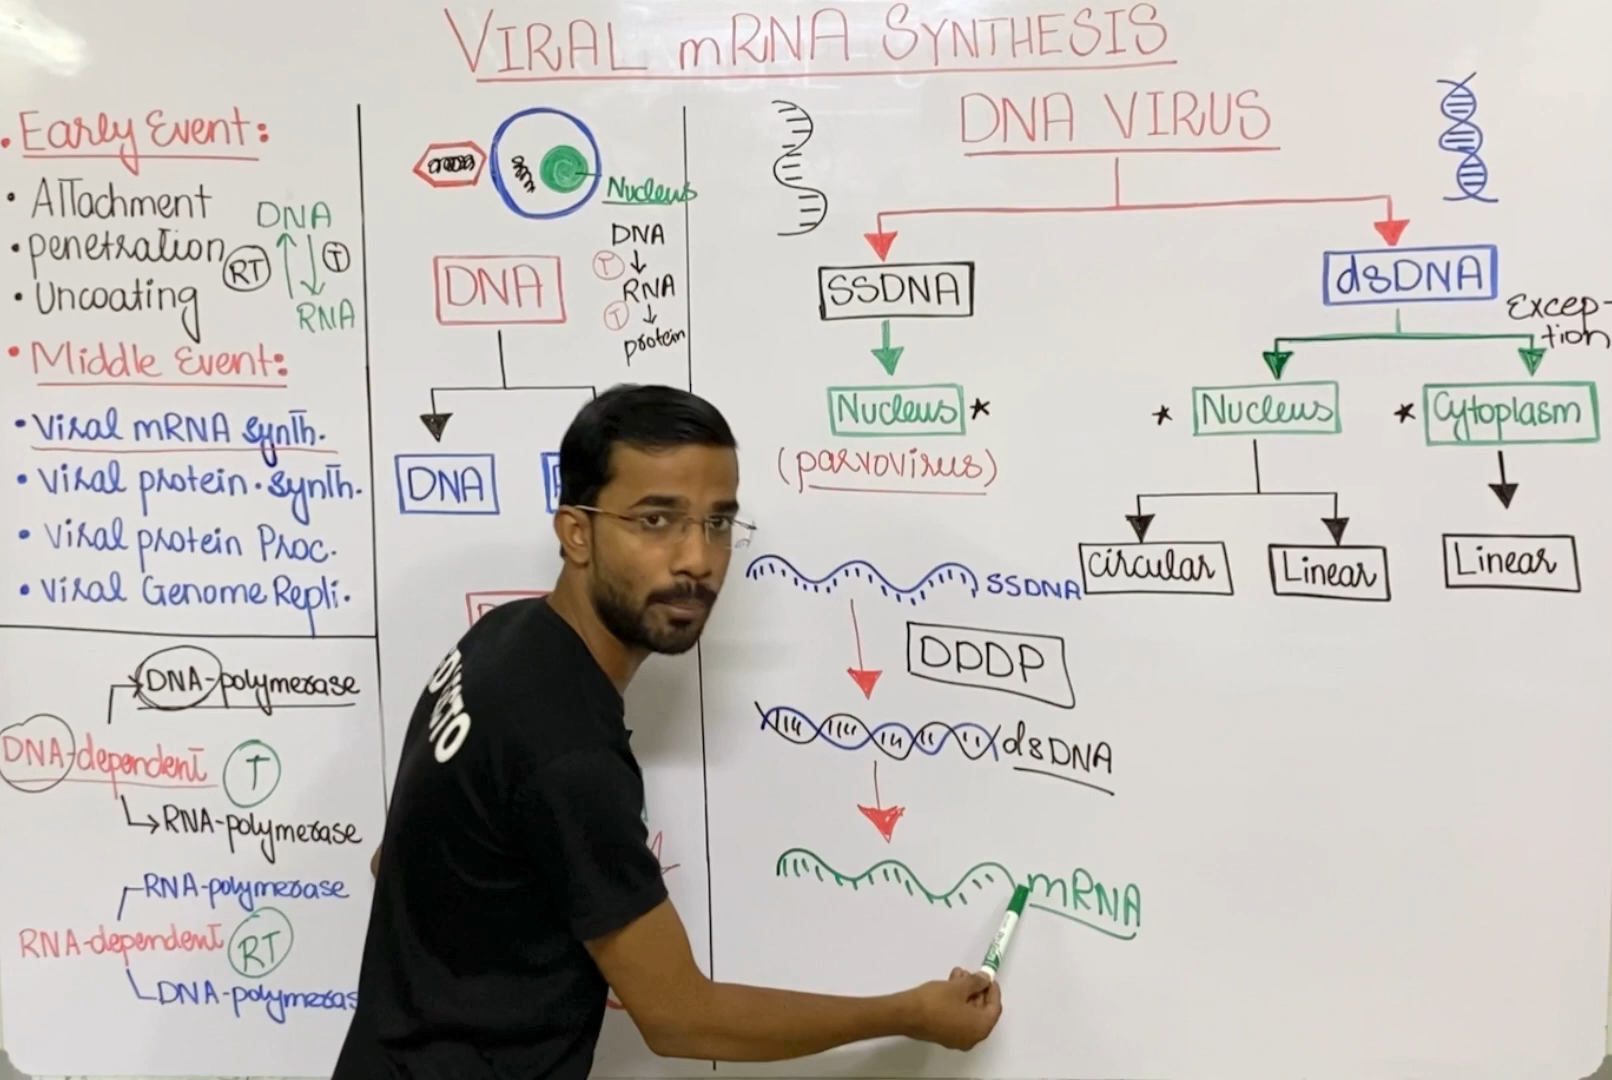 VIRAL mRNA SYNTHESIS
• Early Event:
• Attachment
• penetration
• Uncoating
DNA
RT
T
RNA
• Middle Event:
• Viral mRNA synth.
• Viral protein. synth.
• Viral protein Proc.
• Viral Genome Repli.
DNA-polymerase
DNA-dependent
T
RNA-polymerase
RNA-polymerase
RNA-dependent
RT
DNA-polymeras
Nucleus
DNA
T
RNA
T
protein
DNA
DNA
DNA VIRUS
SSDNA
Nucleus *
(parvovirus)
dsDNA
Excep-
tion
* Nucleus
* Cytoplasm
Circular
Linear
Linear
SSDNA
DPDP
dsDNA
mRNA